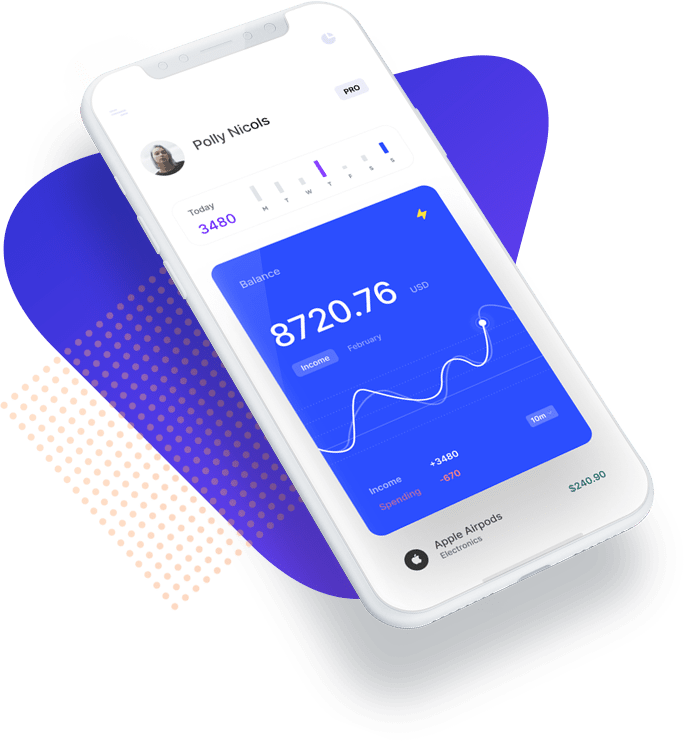 PRO
Polly Nicols
Today
3480
M T W T F S S
Balance
8720.76 USD
Income February
10m
Income +3480
Spending -670
Apple Airpods $240.90
Electronics